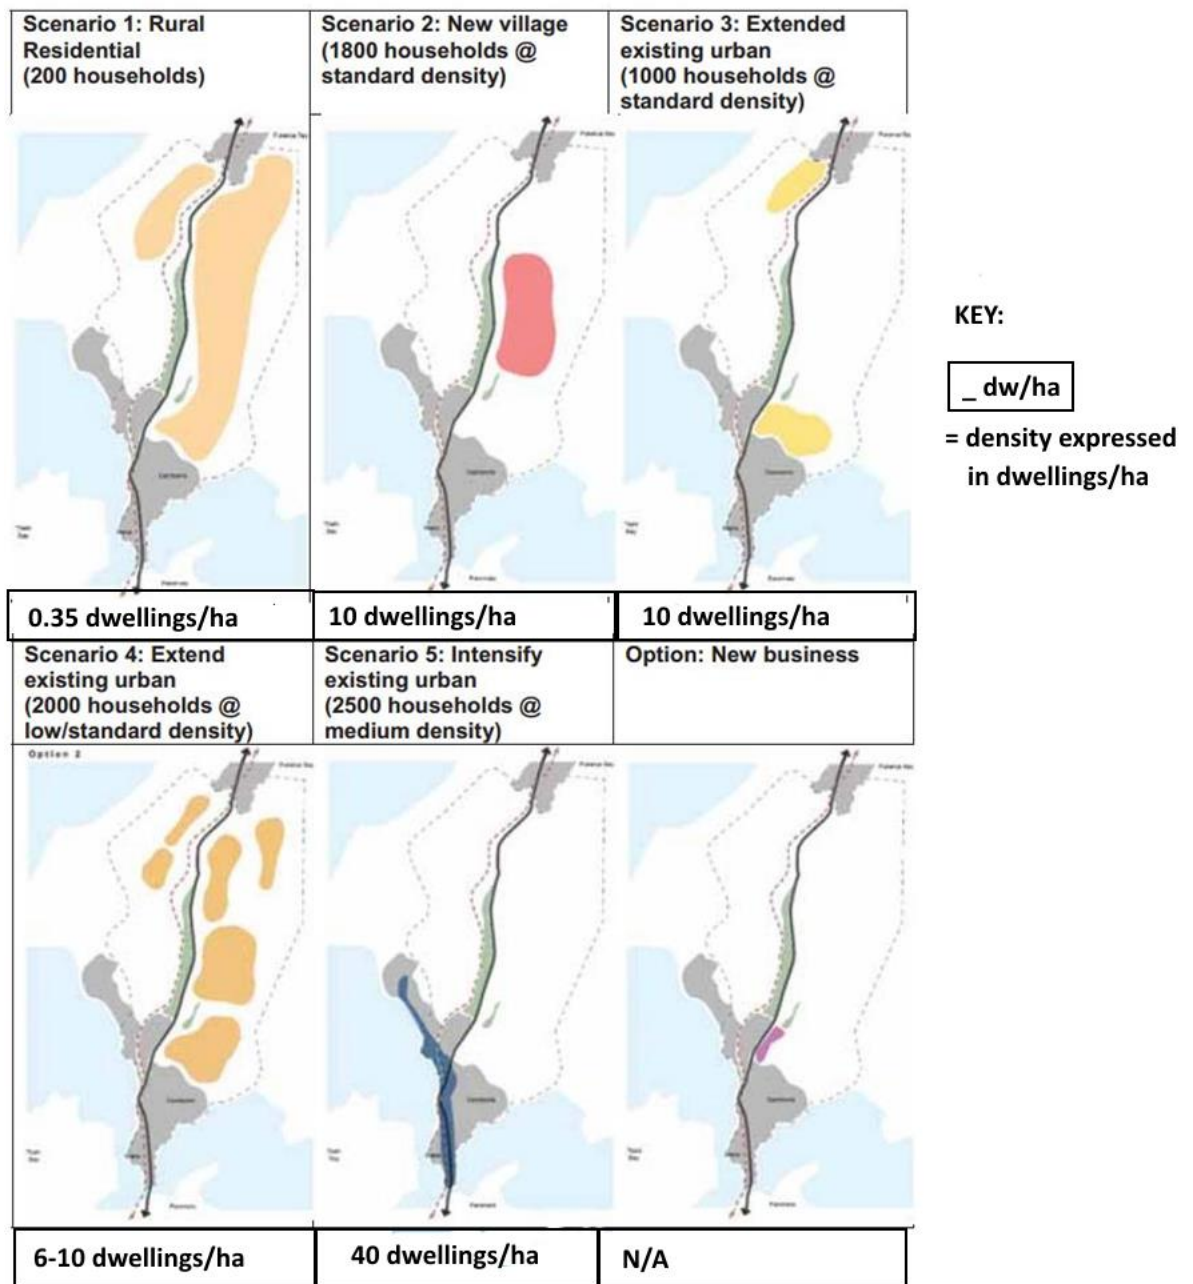 Scenario 1: Rural
Residential
(200 households)
Scenario 2: New village
(1800 households @
standard density)
Scenario 3: Extended
existing urban
(1000 households @
standard density)
KEY:
_ dw/ha
= density expressed
in dwellings/ha
0.35 dwellings/ha
10 dwellings/ha
10 dwellings/ha
Scenario 4: Extend
existing urban
(2000 households @
low/standard density)
Scenario 5: Intensify
existing urban
(2500 households @
medium density)
Option: New business
Option 2
6-10 dwellings/ha
40 dwellings/ha
N/A